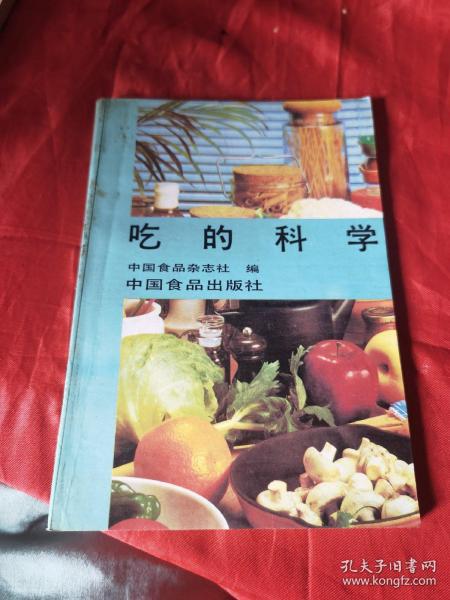 吃的科学
中国食品杂志社 编
中国食品出版社
孔夫子旧书网
www.kongfz.com